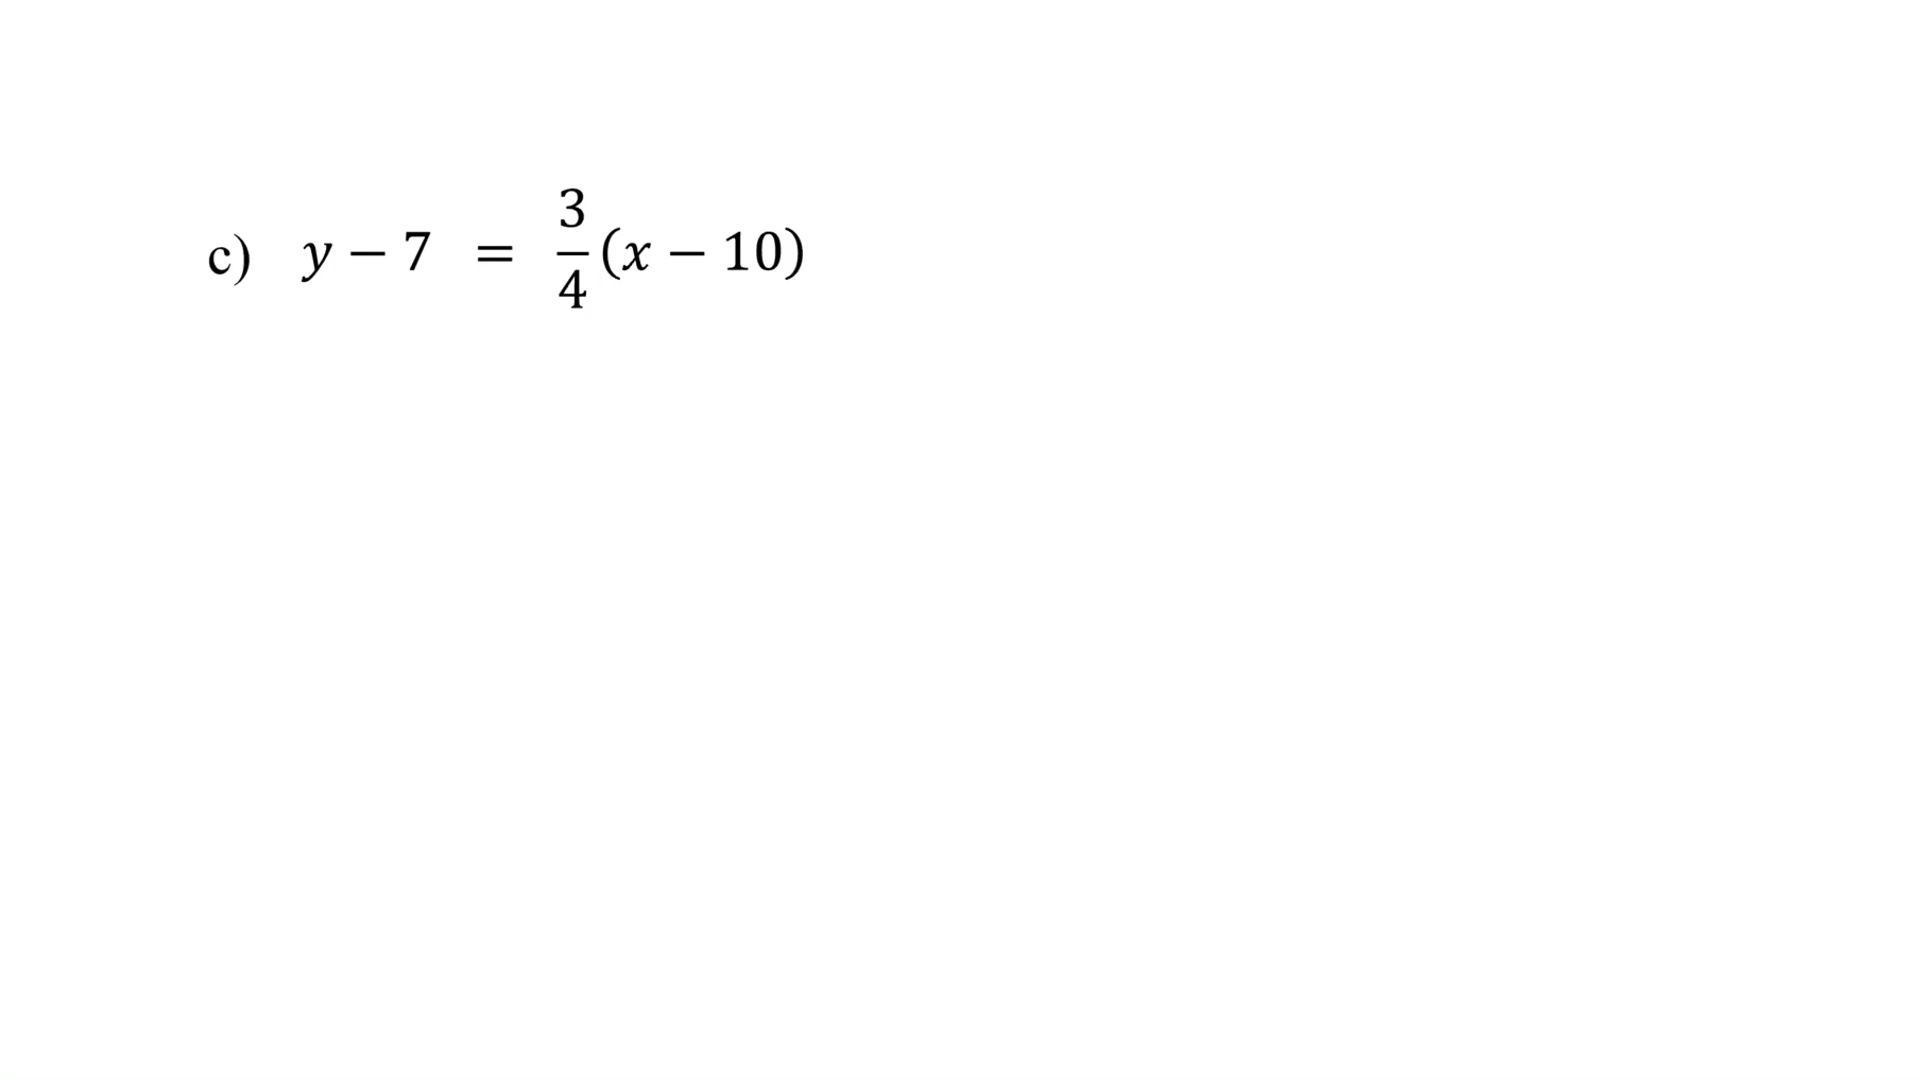 c) y − 7 = 3/4 (x − 10)